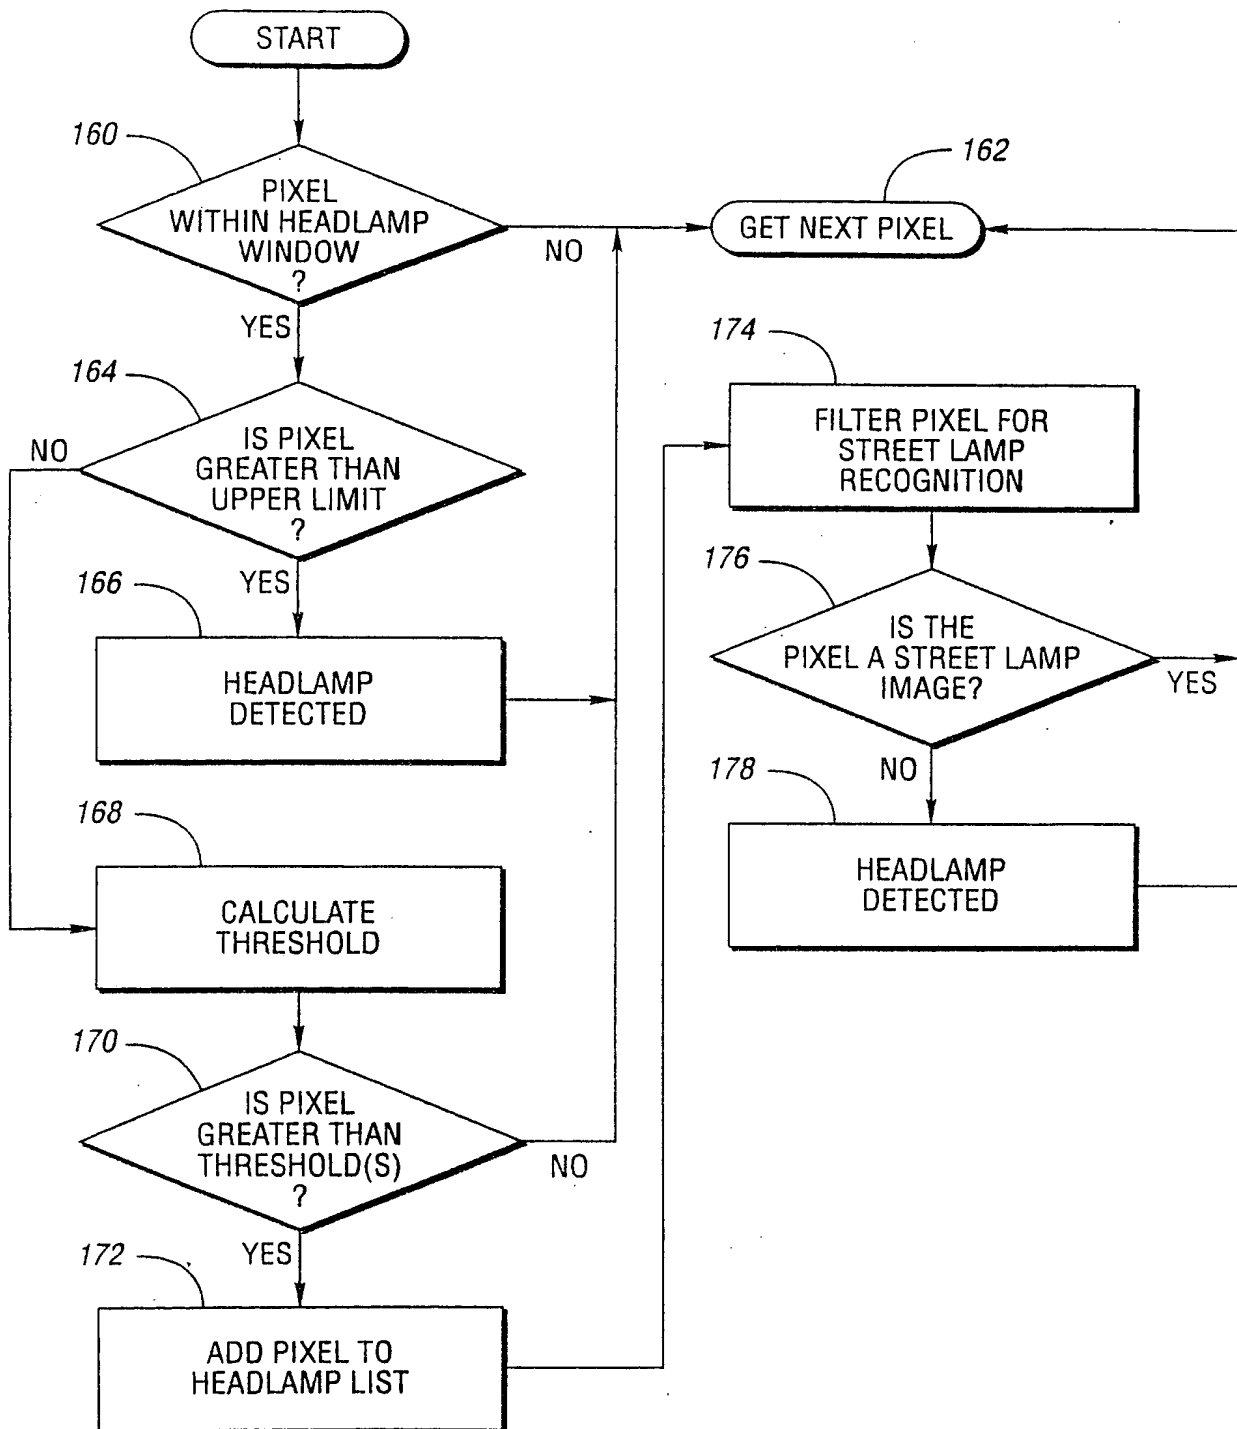 START
160
PIXEL
WITHIN HEADLAMP
WINDOW
?
NO
YES
162
GET NEXT PIXEL
164
IS PIXEL
GREATER THAN
UPPER LIMIT
?
NO
YES
166
HEADLAMP
DETECTED
168
CALCULATE
THRESHOLD
170
IS PIXEL
GREATER THAN
THRESHOLD(S)
?
NO
YES
172
ADD PIXEL TO
HEADLAMP LIST
174
FILTER PIXEL FOR
STREET LAMP
RECOGNITION
176
IS THE
PIXEL A STREET LAMP
IMAGE?
YES
NO
178
HEADLAMP
DETECTED